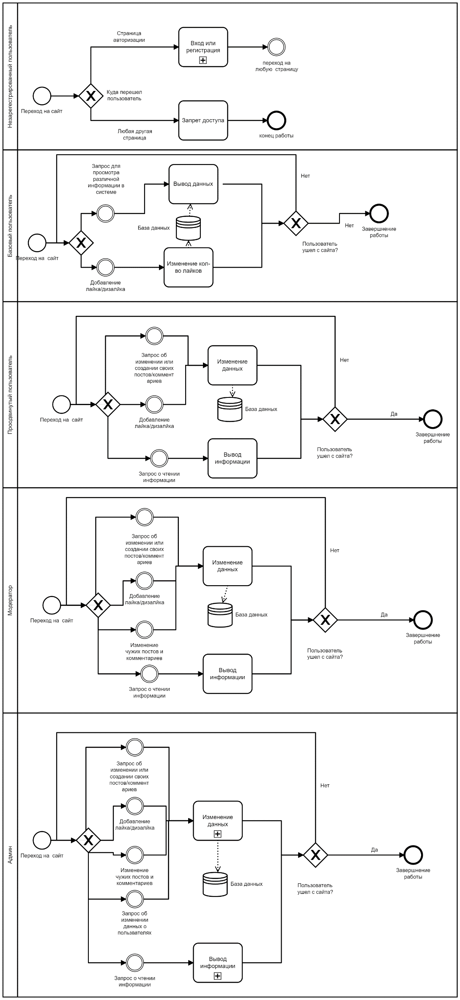 Незарегестрированный пользователь
Страница
авторизации
Вход или
регистрация
переход на
любую страницу
Куда перешел
пользователь
Переход на сайт
Запрет доступа
Любая другая
страница
конец работы
Базовый пользователь
Запрос для
просмотра
различной
информации в
системе
Вывод данных
Нет
База данных
Нет
Завершнение
работы
Пользователь
ушел с сайта?
Переход на сайт
Изменение кол-
во лайков
Добавление
лайка/дизалйка
Проодвинутый пользователь
Запрос об
изменении или
создании своих
постов/коммент
ариев
Изменение
данных
Нет
База данных
Переход на сайт
Добавление
лайка/дизалйка
Да
Завершнение
работы
Пользователь
ушел с сайта?
Вывод
информации
Запрос о чтении
информации
Модератор
Запрос об
изменении или
создании своих
постов/коммент
ариев
Изменение
данных
Нет
Добавление
лайка/дизалйка
База данных
Переход на сайт
Да
Завершнение
работы
Изменение
чужих постов и
комментариев
Пользователь
ушел с сайта?
Вывод
информации
Запрос о чтении
информации
Админ
Запрос об
изменении или
создании своих
постов/коммент
ариев
Нет
Изменение
данных
Добавление
лайка/дизалйка
Переход на сайт
Да
Завершнение
работы
Изменение
чужих постов и
комментариев
База данных
Пользователь
ушел с сайта?
Запрос об
изменении
данных о
пользвателях
Вывод
информации
Запрос о чтении
информации